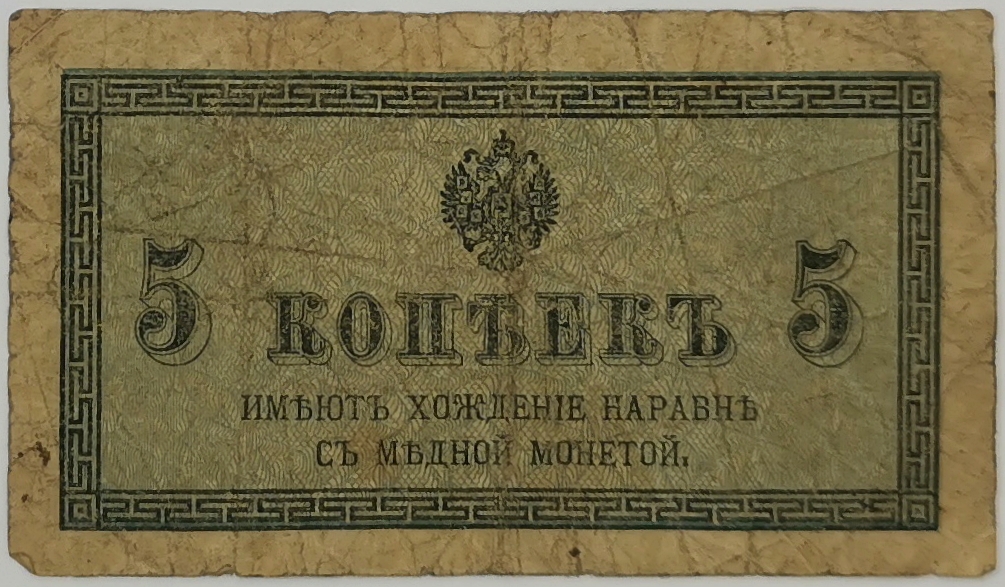 5 КОПѢЕКЪ 5
ИМѢЮТЪ ХОЖДЕНІЕ НАРАВНѢ
СЪ МѢДНОЙ МОНЕТОЙ.